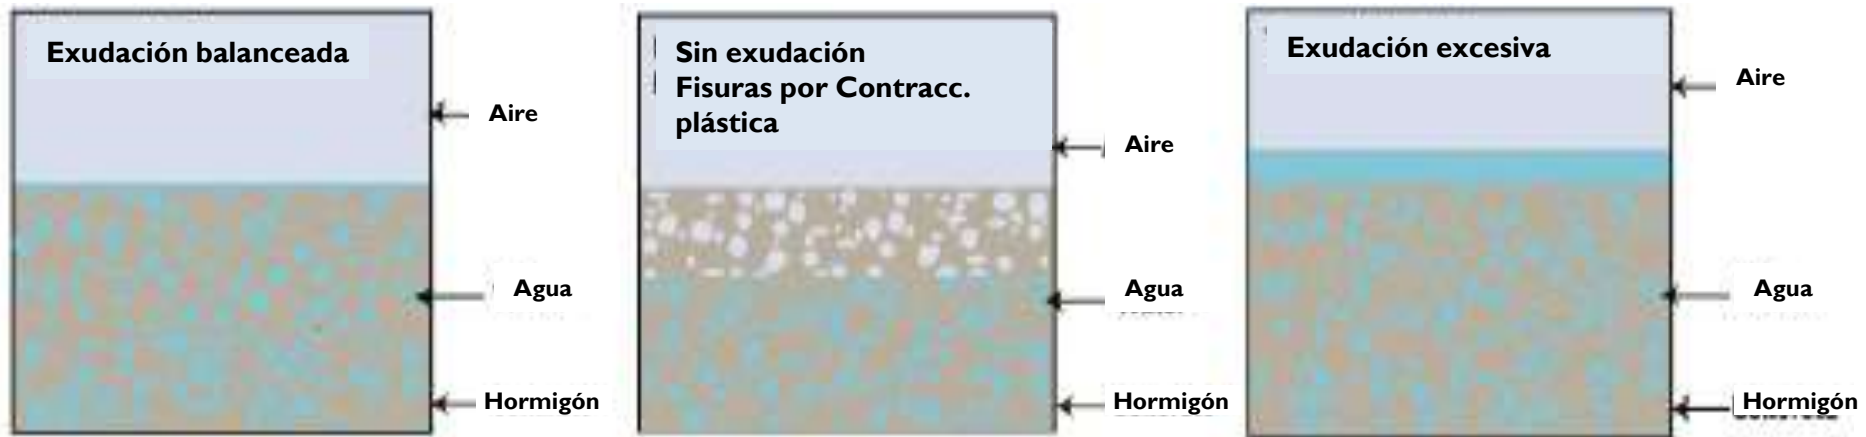 Exudación balanceada
Aire
Agua
Hormigón
Sin exudación
Fisuras por Contracc.
plástica
Aire
Agua
Hormigón
Exudación excesiva
Aire
Agua
Hormigón